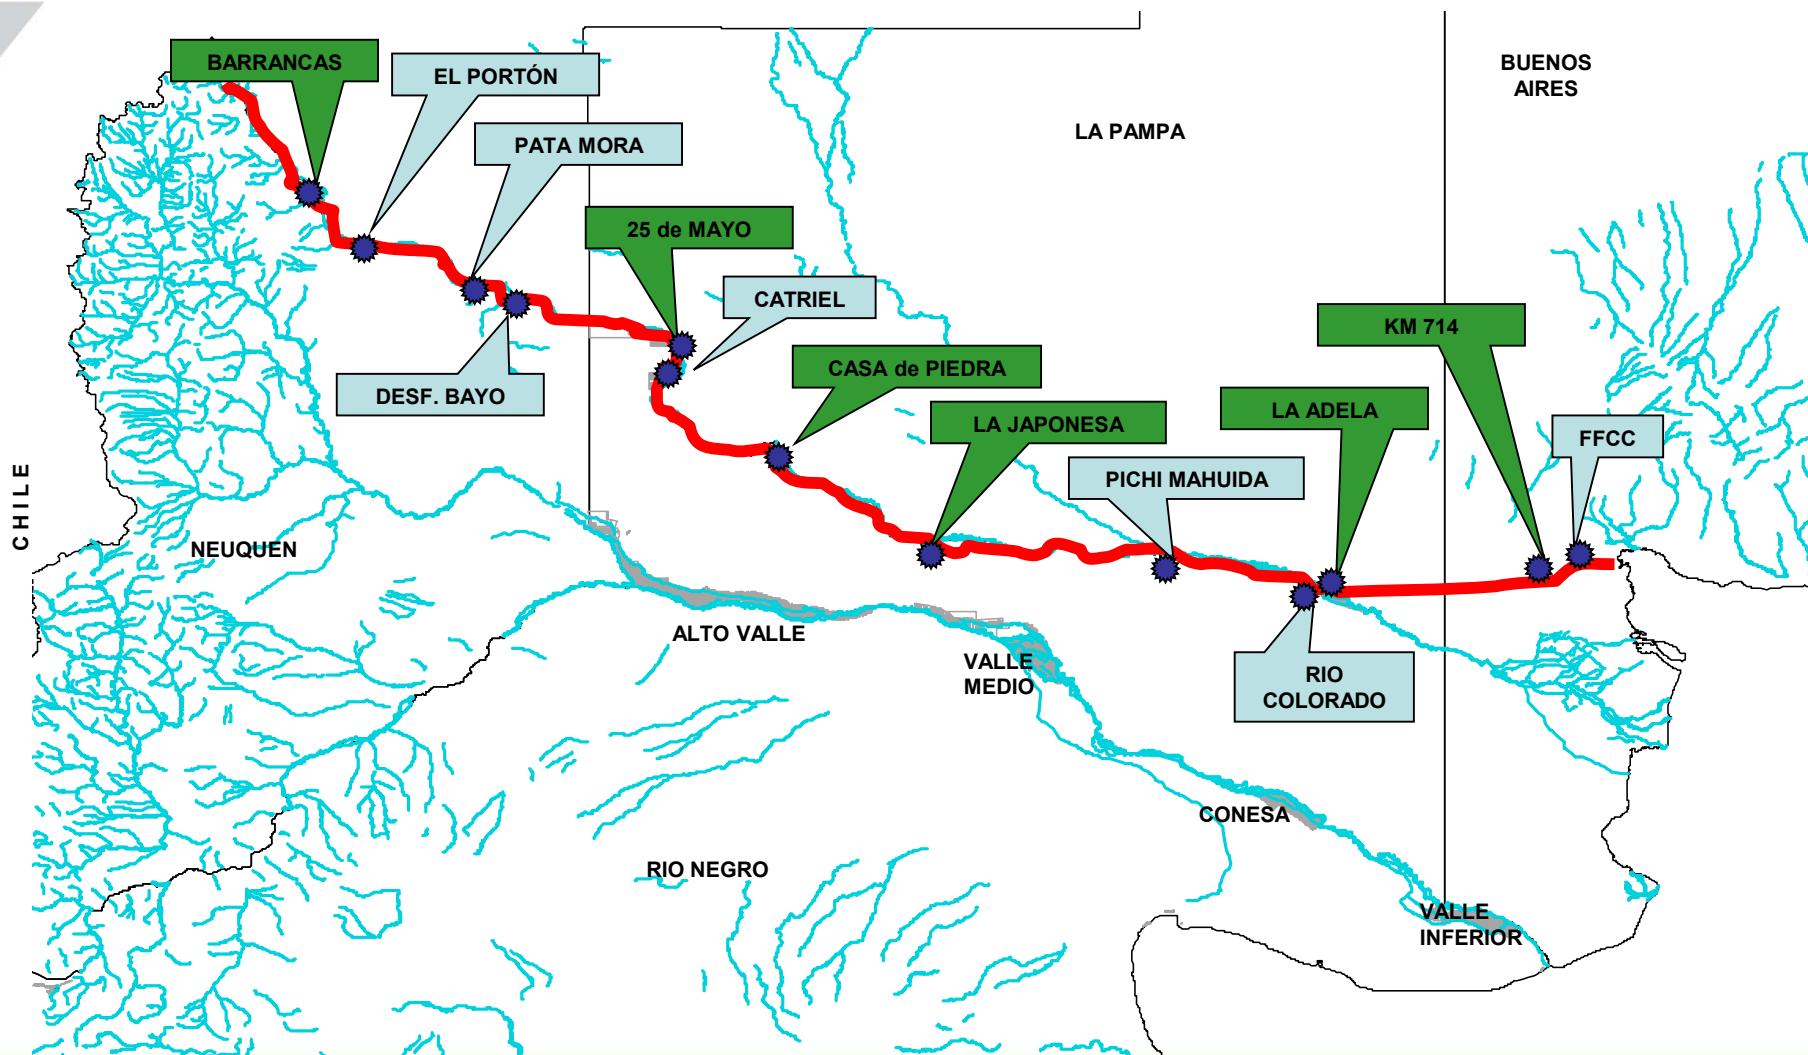 BARRANCAS
EL PORTÓN
BUENOS
AIRES
LA PAMPA
PATA MORA
25 de MAYO
CATRIEL
KM 714
CASA de PIEDRA
DESF. BAYO
LA ADELA
LA JAPONESA
FFCC
PICHI MAHUIDA
CHILE
NEUQUEN
ALTO VALLE
VALLE
MEDIO
RIO
COLORADO
CONESA
RIO NEGRO
VALLE
INFERIOR